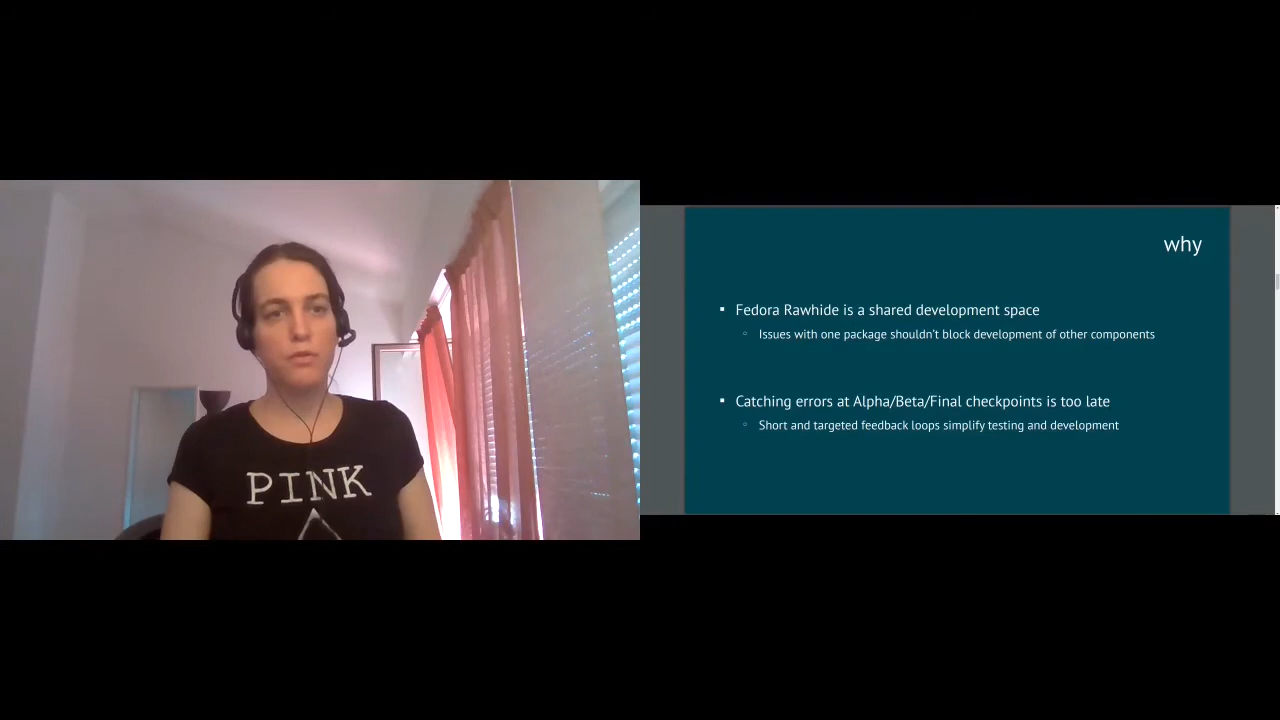 PINK
why
▪ Fedora Rawhide is a shared development space
◦ Issues with one package shouldn't block development of other components
▪ Catching errors at Alpha/Beta/Final checkpoints is too late
◦ Short and targeted feedback loops simplify testing and development